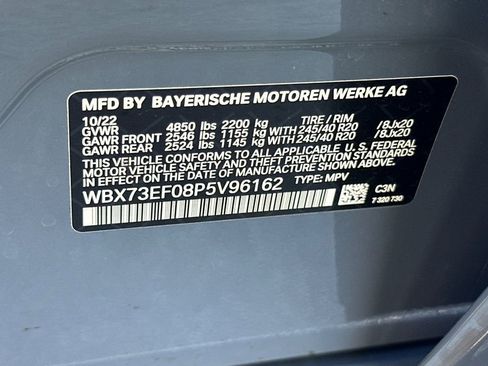 MFD BY BAYERISCHE MOTOREN WERKE AG
10/22 TIRE / RIM
GVWR 4850 lbs 2200 kg
GAWR FRONT 2546 lbs 1155 kg WITH 245/40 R20 /8Jx20
GAWR REAR 2524 lbs 1145 kg WITH 245/40 R20 /8Jx20
THIS VEHICLE CONFORMS TO ALL APPLICABLE FEDERAL
MOTOR VEHICLE SAFETY, AND THEFT PREVENTION STANDARDS
IN EFFECT ON THE DATE OF MANUFACTURE SHOWN ABOVE.
WBX73EF08P5V96162 TYPE: MPV
C3N
7 320 730